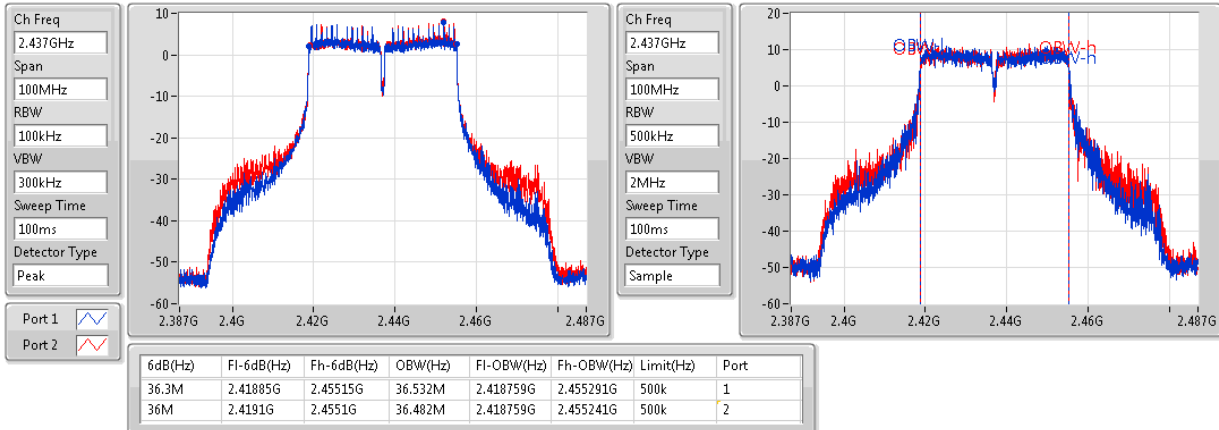 Ch Freq
2.437GHz
Span
100MHz
RBW
100kHz
VBW
300kHz
Sweep Time
100ms
Detector Type
Peak
Port 1
Port 2
10
0
-10
-20
-30
-40
-50
-60
2.387G 2.4G 2.42G 2.44G 2.46G 2.487G
Ch Freq
2.437GHz
Span
100MHz
RBW
500kHz
VBW
2MHz
Sweep Time
100ms
Detector Type
Sample
20
10
0
-10
-20
-30
-40
-50
-60
OBW-h
OBW-h
2.387G 2.4G 2.42G 2.44G 2.46G 2.487G
6dB(Hz) Fl-6dB(Hz) Fh-6dB(Hz) OBW(Hz) Fl-OBW(Hz) Fh-OBW(Hz) Limit(Hz) Port
36.3M 2.41885G 2.45515G 36.532M 2.418759G 2.455291G 500k 1
36M 2.4191G 2.4551G 36.482M 2.418759G 2.455241G 500k 2